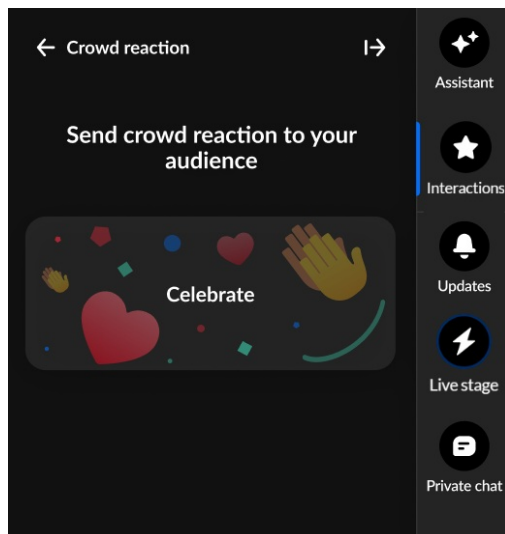 Crowd reaction
Send crowd reaction to your
audience
Celebrate
Assistant
Interactions
Updates
Live stage
Private chat